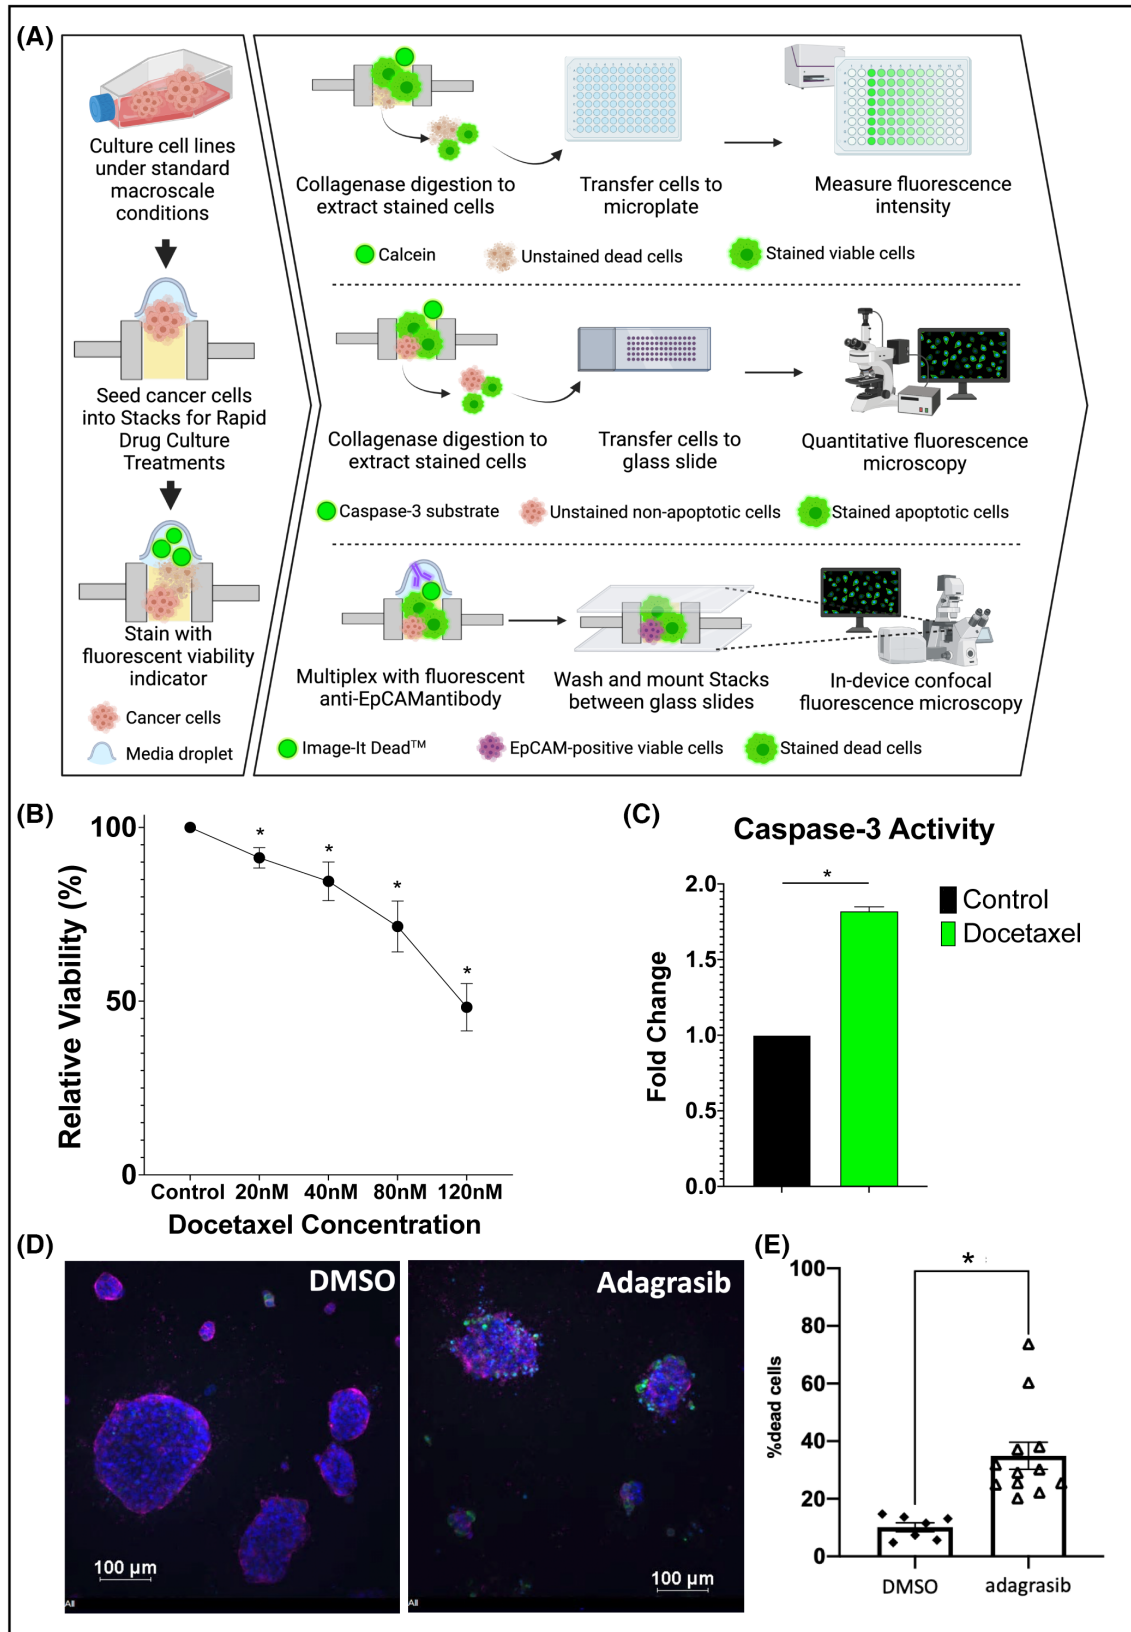 (A)
Culture cell lines
under standard
macroscale
conditions
Seed cancer cells
into Stacks for Rapid
Drug Culture
Treatments
Stain with
fluorescent viability
indicator
Cancer cells
Media droplet
Collagenase digestion to
extract stained cells
Transfer cells to
microplate
Measure fluorescence
intensity
Calcein
Unstained dead cells
Stained viable cells
Collagenase digestion to
extract stained cells
Transfer cells to
glass slide
Quantitative fluorescence
microscopy
Caspase-3 substrate
Unstained non-apoptotic cells
Stained apoptotic cells
Multiplex with fluorescent
anti-EpCAMantibody
Wash and mount Stacks
between glass slides
In-device confocal
fluorescence microscopy
Image-It Dead™
EpCAM-positive viable cells
Stained dead cells
(B)
Relative Viability (%)
100
50
0
*
*
*
*
Control 20nM 40nM 80nM 120nM
Docetaxel Concentration
(C)
Caspase-3 Activity
Fold Change
2.0
1.5
1.0
0.5
0.0
*
Control
Docetaxel
(D)
DMSO
100 µm
All
Adagrasib
100 µm
All
(E)
%dead cells
100
80
60
40
20
0
*
DMSO
adagrasib